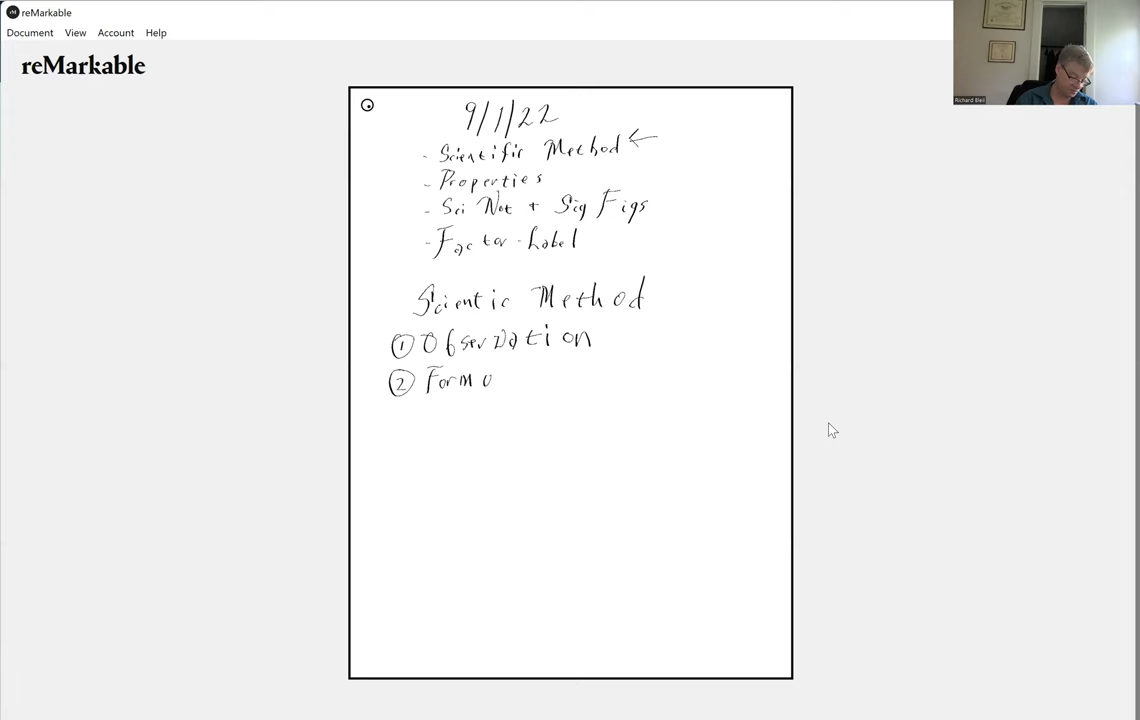 reMarkable
Document View Account Help
reMarkable
Richard Bleil
9/1/22
- Scientific Method ←
- Properties
- Sci Not + Sig Figs
- Factor-Label
Scientic Method
① Observation
② Form o